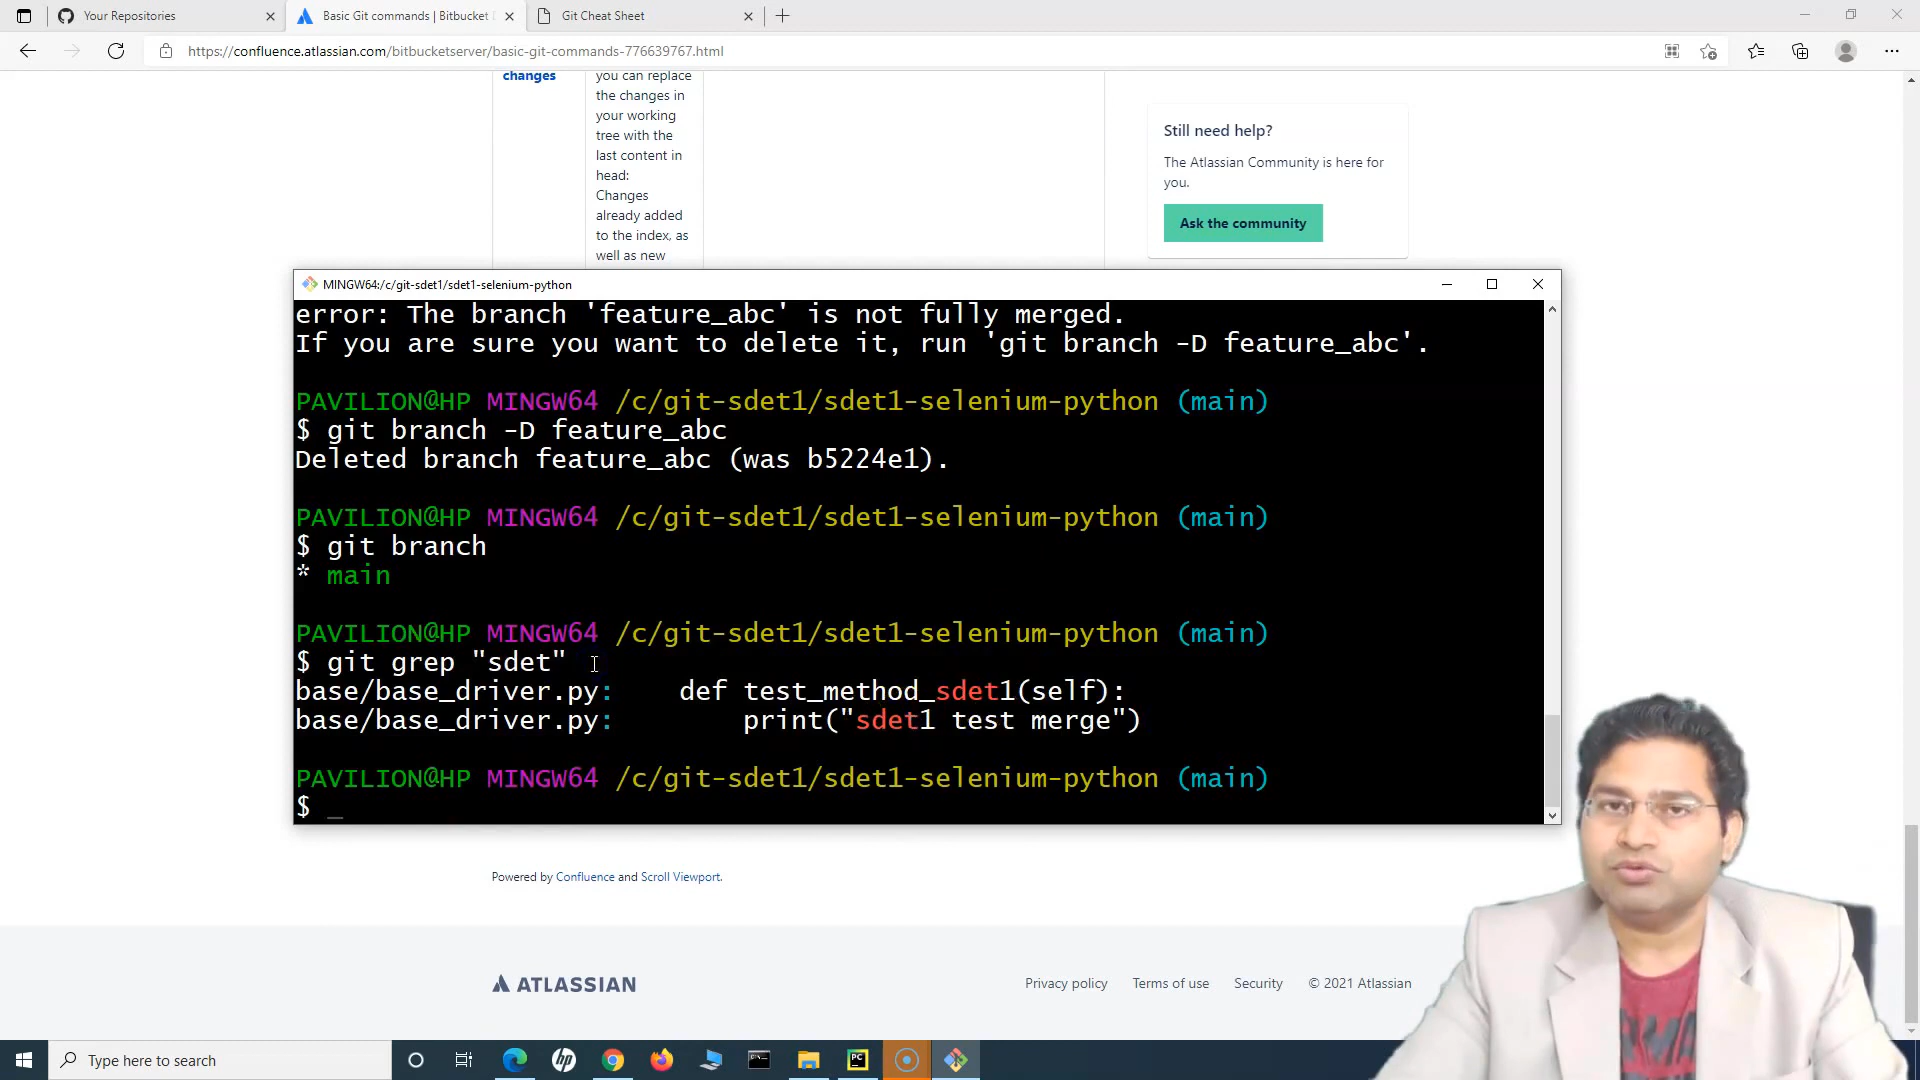 Your Repositories
Basic Git commands | Bitbucket
Git Cheat Sheet
https://confluence.atlassian.com/bitbucketserver/basic-git-commands-776639767.html
changes
you can replace
the changes in
your working
tree with the
last content in
head:
Changes
already added
to the index, as
well as new
Still need help?
The Atlassian Community is here for
you.
Ask the community
MINGW64:/c/git-sdet1/sdet1-selenium-python
error: The branch 'feature_abc' is not fully merged.
If you are sure you want to delete it, run 'git branch -D feature_abc'.
PAVILION@HP MINGW64 /c/git-sdet1/sdet1-selenium-python (main)
$ git branch -D feature_abc
Deleted branch feature_abc (was b5224e1).
PAVILION@HP MINGW64 /c/git-sdet1/sdet1-selenium-python (main)
$ git branch
* main
PAVILION@HP MINGW64 /c/git-sdet1/sdet1-selenium-python (main)
$ git grep "sdet"
base/base_driver.py:    def test_method_sdet1(self):
base/base_driver.py:        print("sdet1 test merge")
PAVILION@HP MINGW64 /c/git-sdet1/sdet1-selenium-python (main)
$ _
Powered by Confluence and Scroll Viewport.
ATLASSIAN
Privacy policy Terms of use Security © 2021 Atlassian
Type here to search
hp
PC